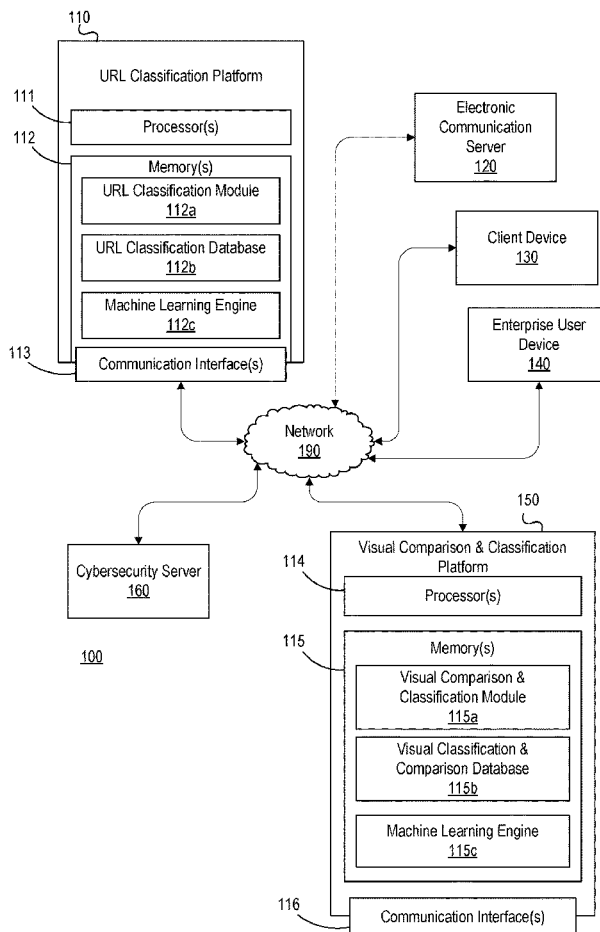 110
URL Classification Platform
111
Processor(s)
112
Memory(s)
URL Classification Module
112a
URL Classification Database
112b
Machine Learning Engine
112c
113
Communication Interface(s)
Electronic
Communication
Server
120
Client Device
130
Enterprise User
Device
140
Network
190
Cybersecurity Server
160
100
150
Visual Comparison & Classification
Platform
114
Processor(s)
115
Memory(s)
Visual Comparison &
Classification Module
115a
Visual Classification &
Comparison Database
115b
Machine Learning Engine
115c
116
Communication Interface(s)